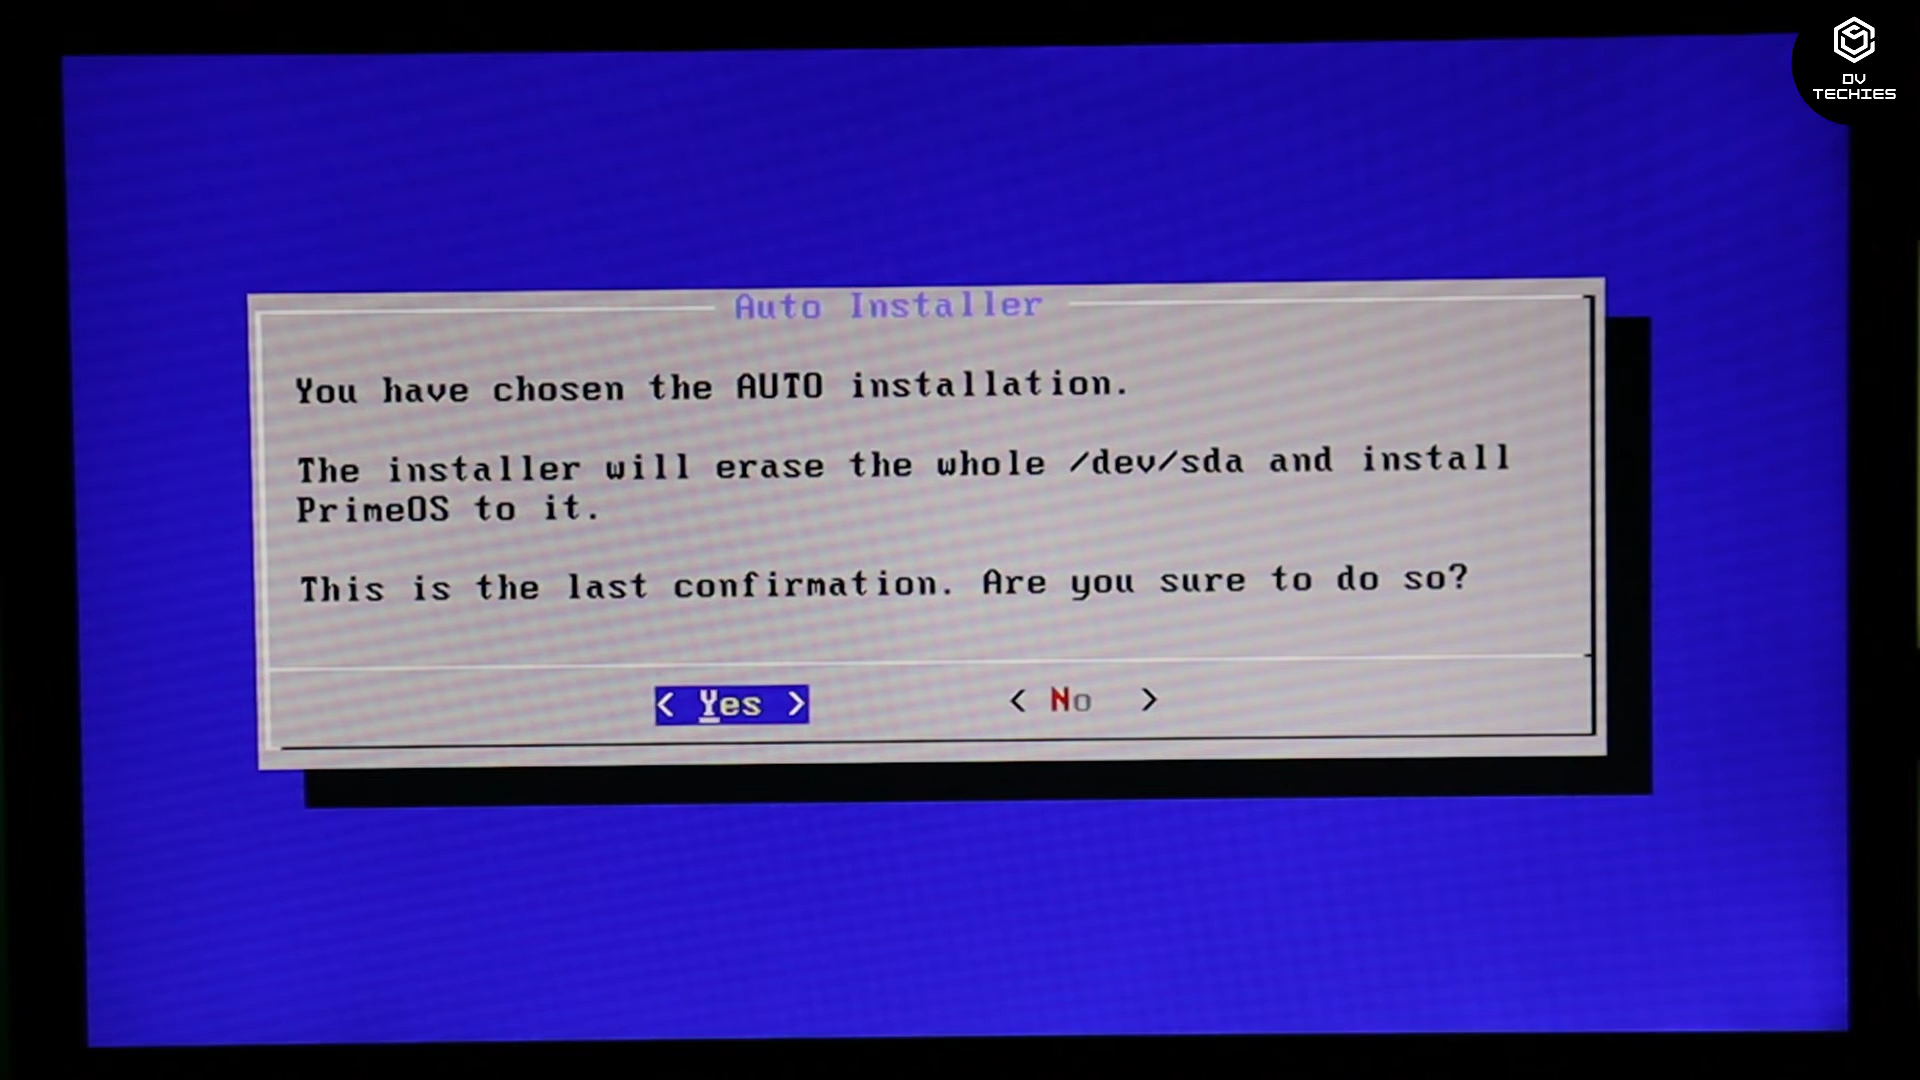 DV
TECHIES
Auto Installer
You have chosen the AUTO installation.
The installer will erase the whole /dev/sda and install
PrimeOS to it.
This is the last confirmation. Are you sure to do so?
< Yes > < No >